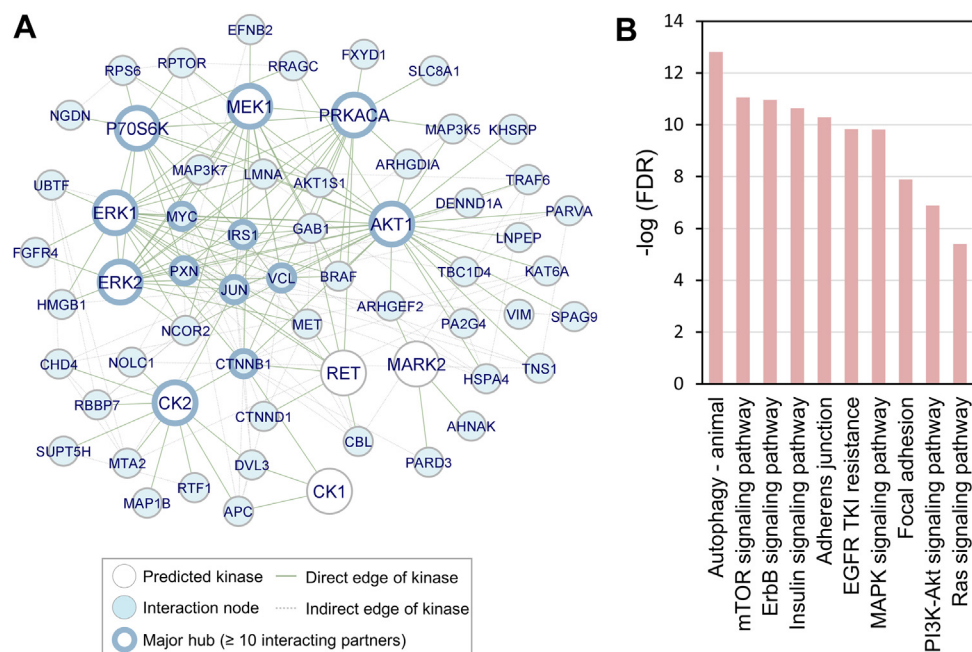 A
EFNB2
RPTOR
RRAGC
FXYD1
RPS6
SLC8A1
NGDN
MEK1
PRKACA
P70S6K
MAP3K5
KHSRP
MAP3K7
LMNA
ARHGDIA
UBTF
AKT1S1
TRAF6
DENND1A
ERK1
MYC
PARVA
IRS1
GAB1
AKT1
LNPEP
FGFR4
PXN
VCL
BRAF
TBC1D4
KAT6A
ERK2
JUN
HMGB1
ARHGEF2
VIM
SPAG9
NCOR2
MET
PA2G4
CHD4
NOLC1
CTNNB1
RET
MARK2
HSPA4
TNS1
RBBP7
CK2
CTNND1
AHNAK
SUPT5H
CBL
MTA2
DVL3
PARD3
RTF1
CK1
MAP1B
APC
Predicted kinase
Direct edge of kinase
Interaction node
Indirect edge of kinase
Major hub (≥ 10 interacting partners)
B
-log (FDR)
14
12
10
8
6
4
2
0
Autophagy - animal
mTOR signaling pathway
ErbB signaling pathway
Insulin signaling pathway
Adherens junction
EGFR TKI resistance
MAPK signaling pathway
Focal adhesion
PI3K-Akt signaling pathway
Ras signaling pathway